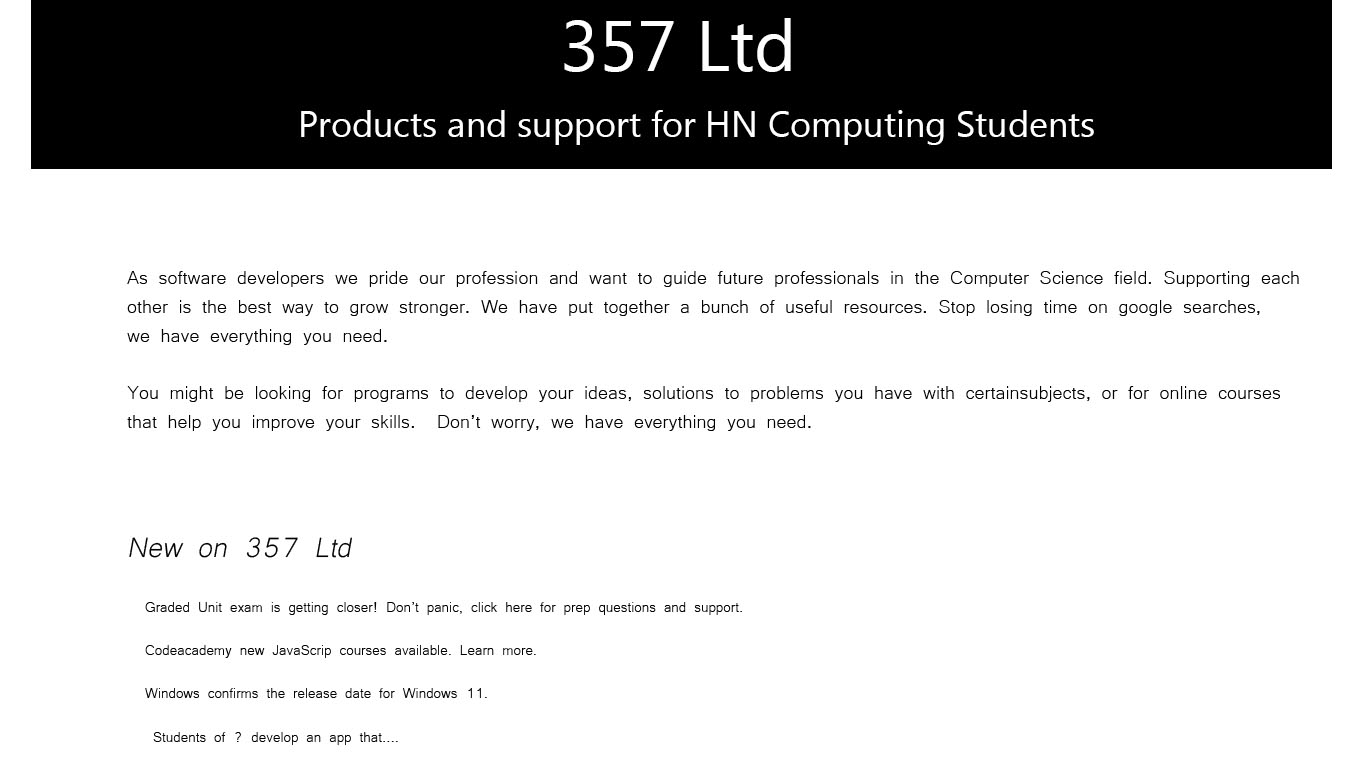 357 Ltd
Products and support for HN Computing Students
As software developers we pride our profession and want to guide future professionals in the Computer Science field. Supporting each
other is the best way to grow stronger. We have put together a bunch of useful resources. Stop losing time on google searches,
we have everything you need.
You might be looking for programs to develop your ideas, solutions to problems you have with certainsubjects, or for online courses
that help you improve your skills. Don't worry, we have everything you need.
New on 357 Ltd
Graded Unit exam is getting closer! Don't panic, click here for prep questions and support.
Codeacademy new JavaScrip courses available. Learn more.
Windows confirms the release date for Windows 11.
Students of ? develop an app that....